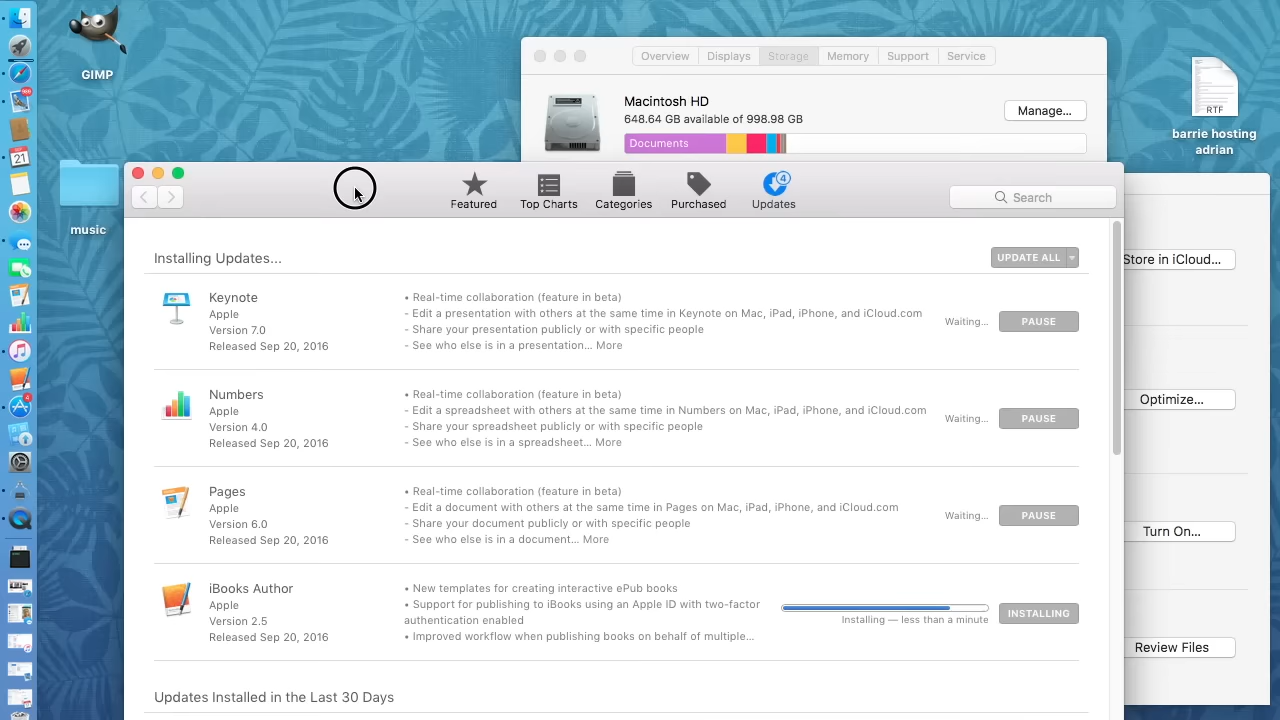 GIMP
Overview
Displays
Storage
Memory
Support
Service
Macintosh HD
648.64 GB available of 998.98 GB
Manage...
Documents
RTF
barrie hosting
adrian
music
Featured
Top Charts
Categories
Purchased
4
Updates
Search
Installing Updates...
UPDATE ALL
Keynote
Apple
Version 7.0
Released Sep 20, 2016
• Real-time collaboration (feature in beta)
- Edit a presentation with others at the same time in Keynote on Mac, iPad, iPhone, and iCloud.com
- Share your presentation publicly or with specific people
- See who else is in a presentation... More
Waiting...
PAUSE
Numbers
Apple
Version 4.0
Released Sep 20, 2016
• Real-time collaboration (feature in beta)
- Edit a spreadsheet with others at the same time in Numbers on Mac, iPad, iPhone, and iCloud.com
- Share your spreadsheet publicly or with specific people
- See who else is in a spreadsheet... More
Waiting...
PAUSE
Pages
Apple
Version 6.0
Released Sep 20, 2016
• Real-time collaboration (feature in beta)
- Edit a document with others at the same time in Pages on Mac, iPad, iPhone, and iCloud.com
- Share your document publicly or with specific people
- See who else is in a document... More
Waiting...
PAUSE
iBooks Author
Apple
Version 2.5
Released Sep 20, 2016
• New templates for creating interactive ePub books
• Support for publishing to iBooks using an Apple ID with two-factor
authentication enabled
• Improved workflow when publishing books on behalf of multiple...
Installing — less than a minute
INSTALLING
Updates Installed in the Last 30 Days
Store in iCloud...
Optimize...
Turn On...
Review Files
SEP
21
4